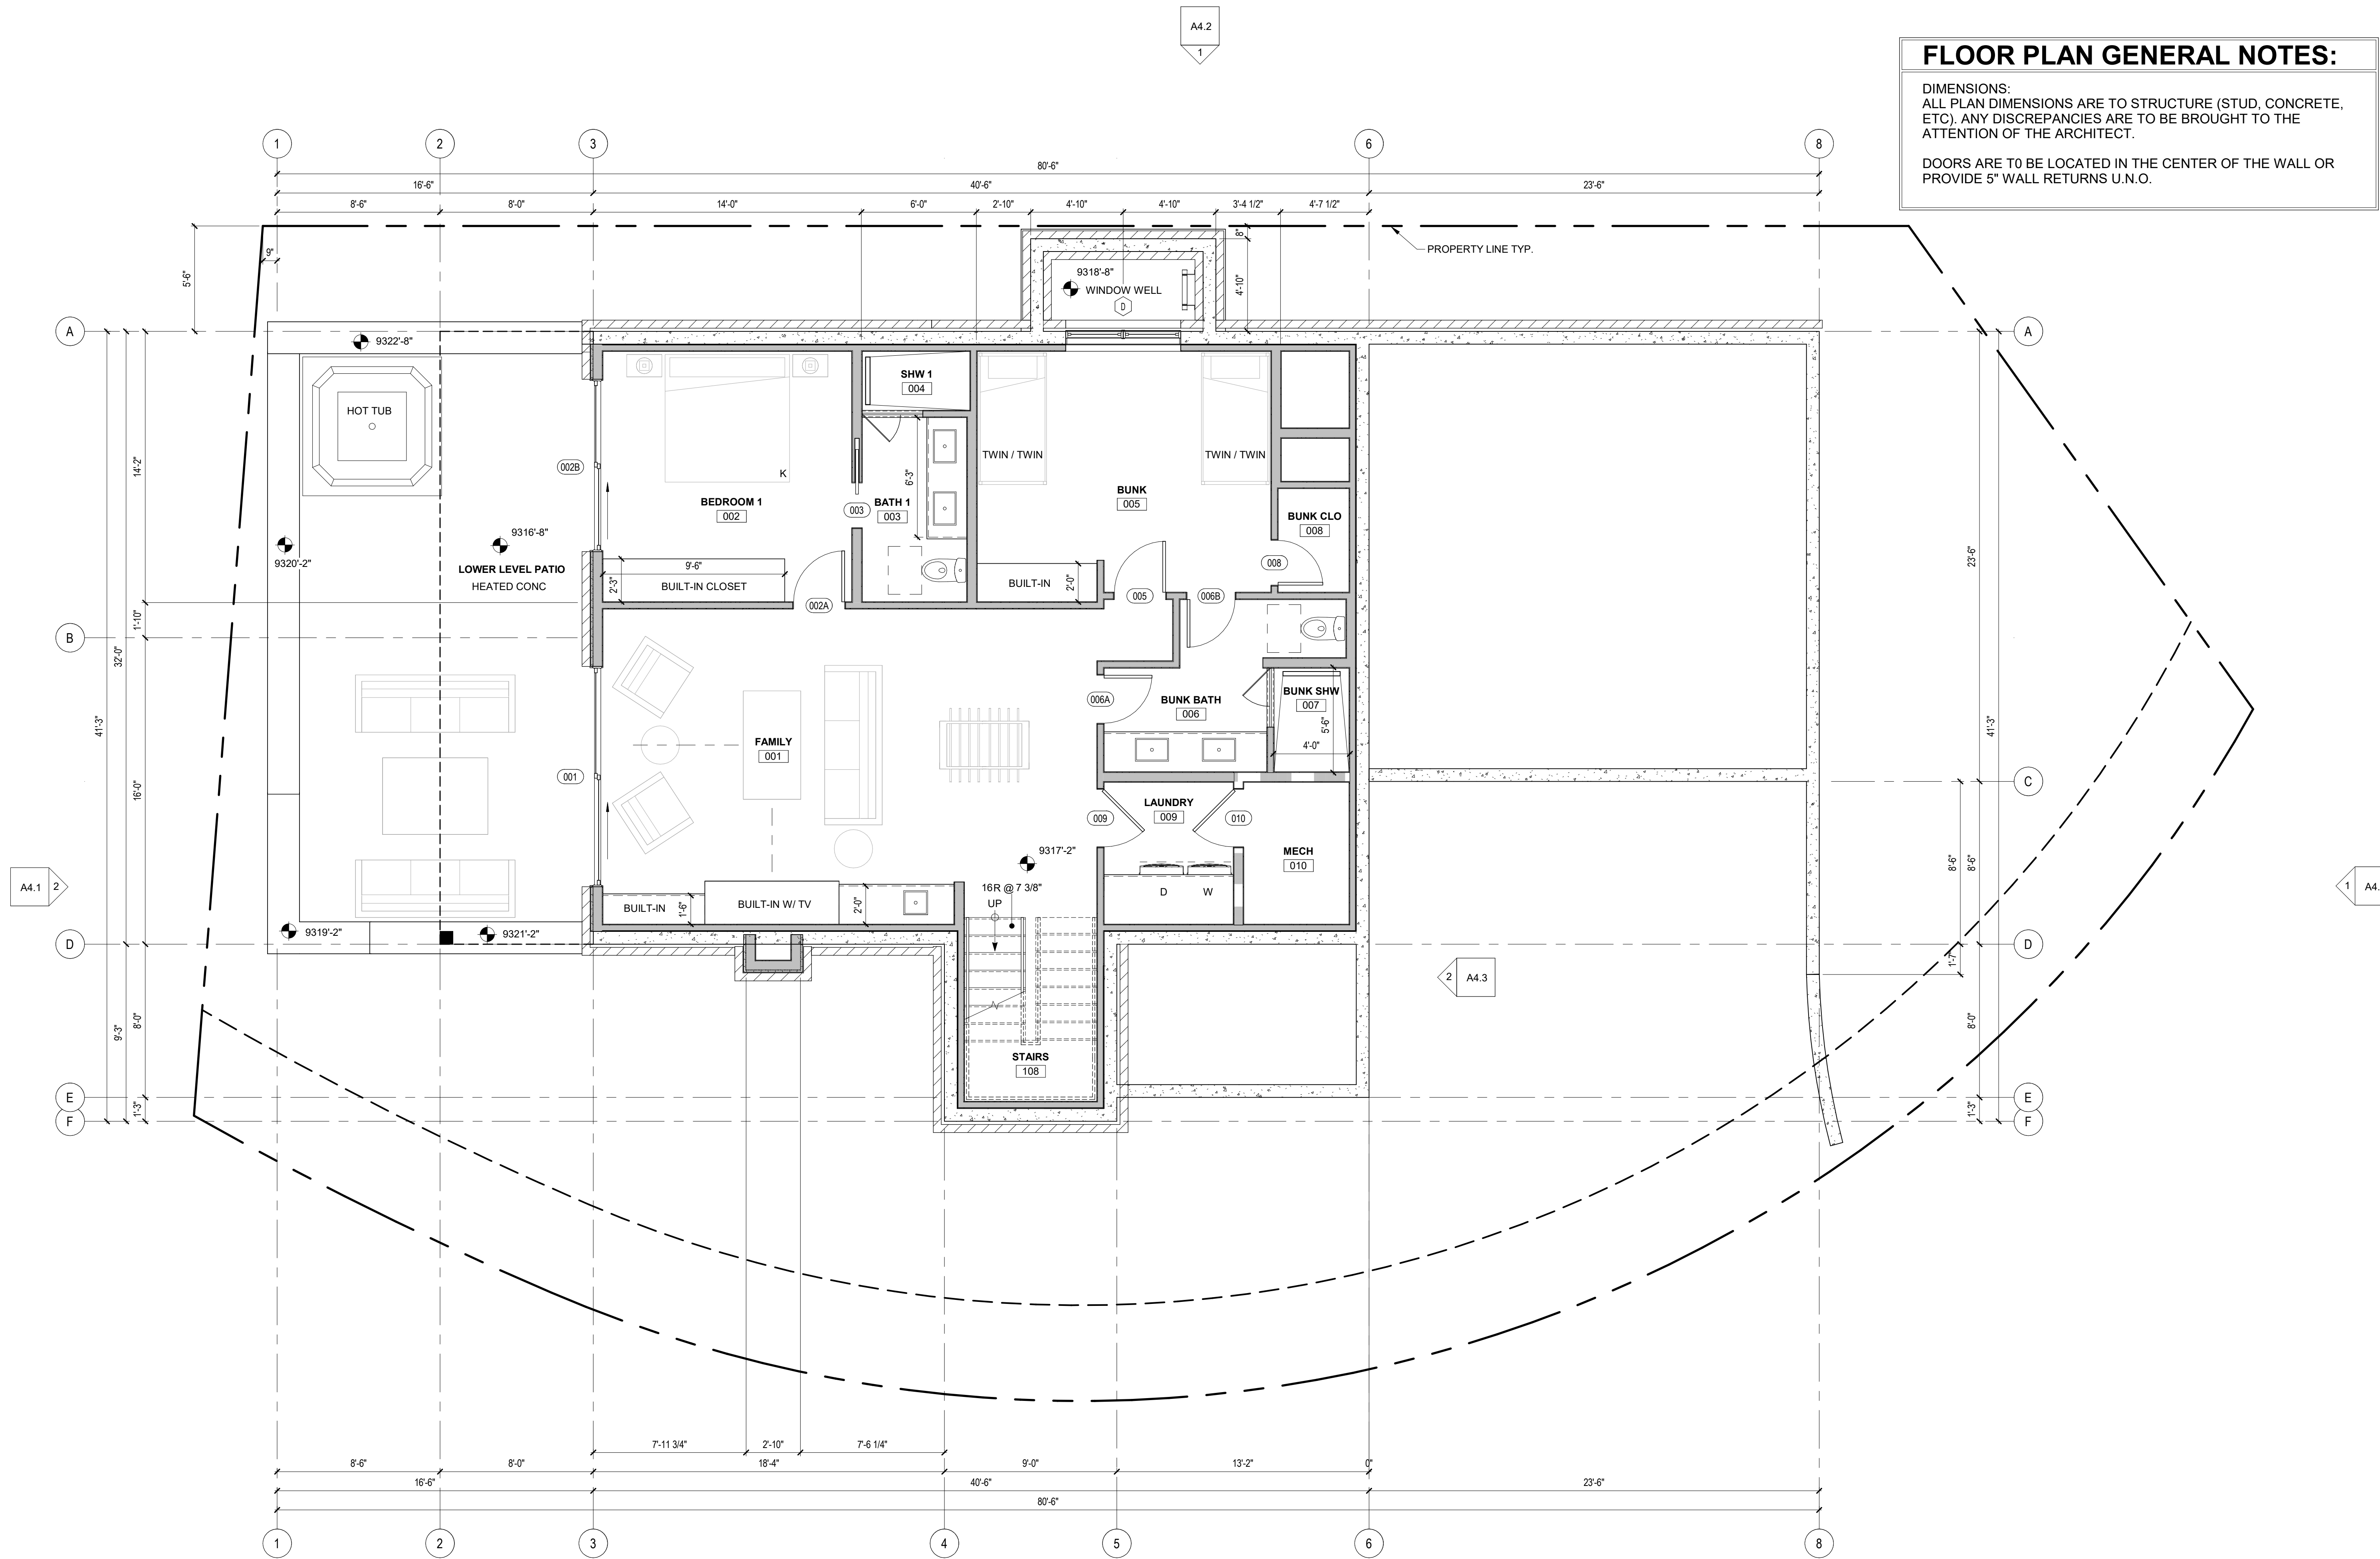 A4.2
1
FLOOR PLAN GENERAL NOTES:
DIMENSIONS:
ALL PLAN DIMENSIONS ARE TO STRUCTURE (STUD, CONCRETE,
ETC). ANY DISCREPANCIES ARE TO BE BROUGHT TO THE
ATTENTION OF THE ARCHITECT.
DOORS ARE T0 BE LOCATED IN THE CENTER OF THE WALL OR
PROVIDE 5" WALL RETURNS U.N.O.
1 2 3 6 8
80'-6"
16'-6" 40'-6" 23'-6"
8'-6" 8'-0" 14'-0" 6'-0" 2'-10" 4'-10" 4'-10" 3'-4 1/2" 4'-7 1/2"
5'-6"
9"
8"
PROPERTY LINE TYP.
9318'-8"
WINDOW WELL
D
4'-10"
A A
9322'-8"
HOT TUB
SHW 1
004
14'-2"
002B
K
6'-3"
TWIN / TWIN TWIN / TWIN
BEDROOM 1
002
003
BATH 1
003
BUNK
005
BUNK CLO
008
9316'-8"
9320'-2"
LOWER LEVEL PATIO
HEATED CONC
9'-6"
2'-3"
BUILT-IN CLOSET
BUILT-IN
2'-0"
008
23'-6"
002A
005
006B
1'-10"
B
32'-0"
41'-3"
006A
BUNK BATH
006
BUNK SHW
007
5'-6"
4'-0"
41'-3"
FAMILY
001
001
16'-0"
C
LAUNDRY
009
009
010
MECH
010
9317'-2"
8'-6"
8'-6"
A4.1 2
1 A4.
16R @ 7 3/8"
UP
D W
BUILT-IN
1'-6"
BUILT-IN W/ TV
2'-0"
9319'-2"
9321'-2"
D D
1'-7"
2 A4.3
9'-3"
8'-0"
8'-0"
STAIRS
108
E E
1'-3"
1'-3"
F F
7'-11 3/4" 2'-10" 7'-6 1/4"
8'-6" 8'-0" 18'-4" 9'-0" 13'-2" 0"
16'-6" 40'-6" 23'-6"
80'-6"
1 2 3 4 5 6 8